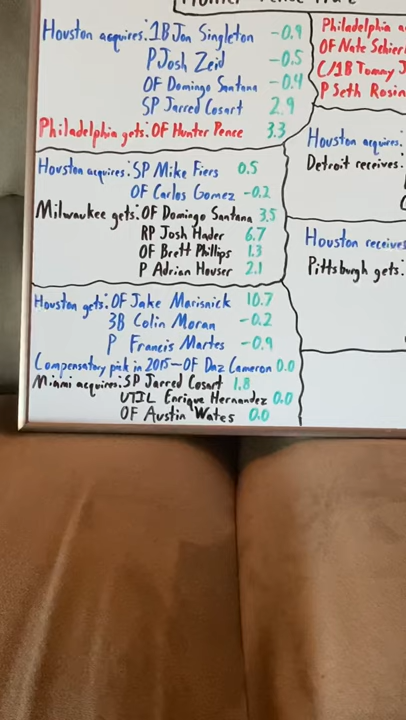 Houston acquires: 1B Jon Singleton -0.9
P Josh Zeid -0.5
OF Domingo Santana -0.4
SP Jarred Cosart 2.9
Philadelphia gets: OF Hunter Pence 3.3
Houston acquires: SP Mike Fiers 0.5
OF Carlos Gomez -0.2
Milwaukee gets: OF Domingo Santana 3.5
RP Josh Hader 6.7
OF Brett Phillips 1.3
P Adrian Houser 2.1
Houston gets: OF Jake Marisnick 10.7
3B Colin Moran -0.2
P Francis Martes -0.9
Compensatory pick in 2015-OF Daz Cameron 0.0
Miami acquires: SP Jarred Cosart 1.8
UTIL Enrique Hernandez 0.0
OF Austin Wates 0.0
Philadelphia
OF Nate Schier
C/1B Tommy J
P Seth Rosin
Houston acquires:
Detroit receives:
Houston receives
Pittsburgh gets: